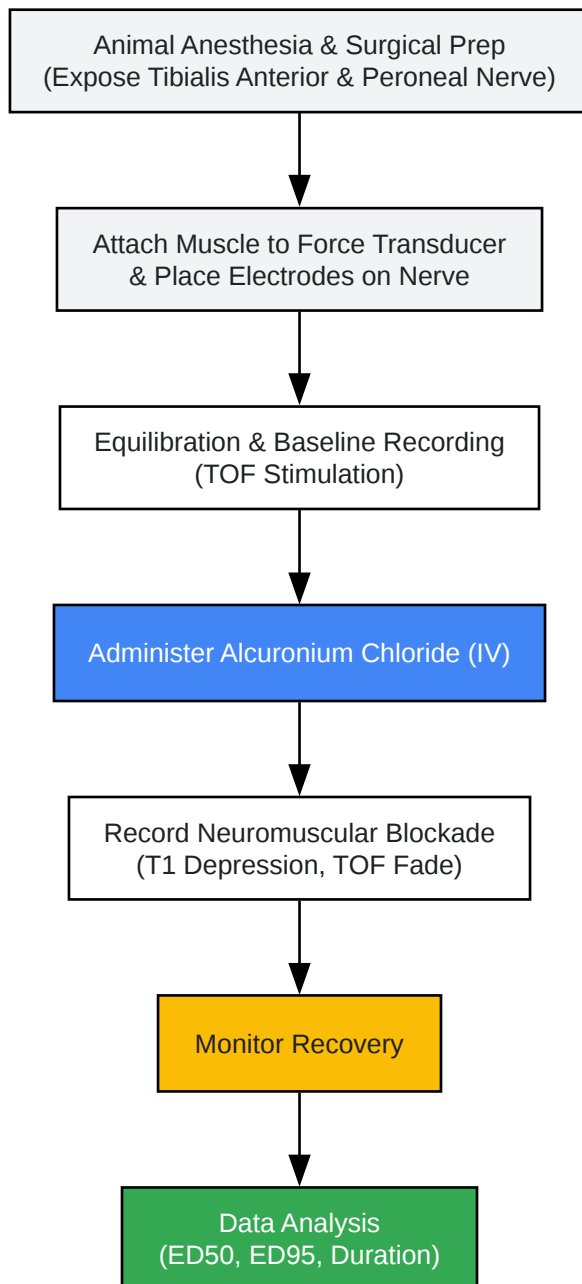 Animal Anesthesia & Surgical Prep
(Expose Tibialis Anterior & Peroneal Nerve)
Attach Muscle to Force Transducer
& Place Electrodes on Nerve
Equilibration & Baseline Recording
(TOF Stimulation)
Administer Alcuronium Chloride (IV)
Record Neuromuscular Blockade
(T1 Depression, TOF Fade)
Monitor Recovery
Data Analysis
(ED50, ED95, Duration)